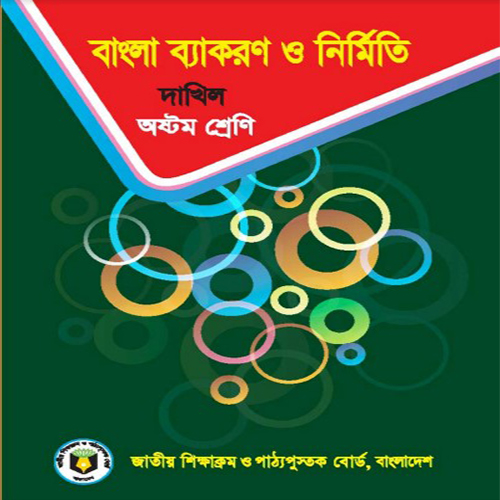 বাংলা ব্যাকরণ ও নির্মিতি
দাখিল
অষ্টম শ্রেণি
জাতীয় শিক্ষাক্রম ও পাঠ্যপুস্তক বোর্ড, বাংলাদেশ